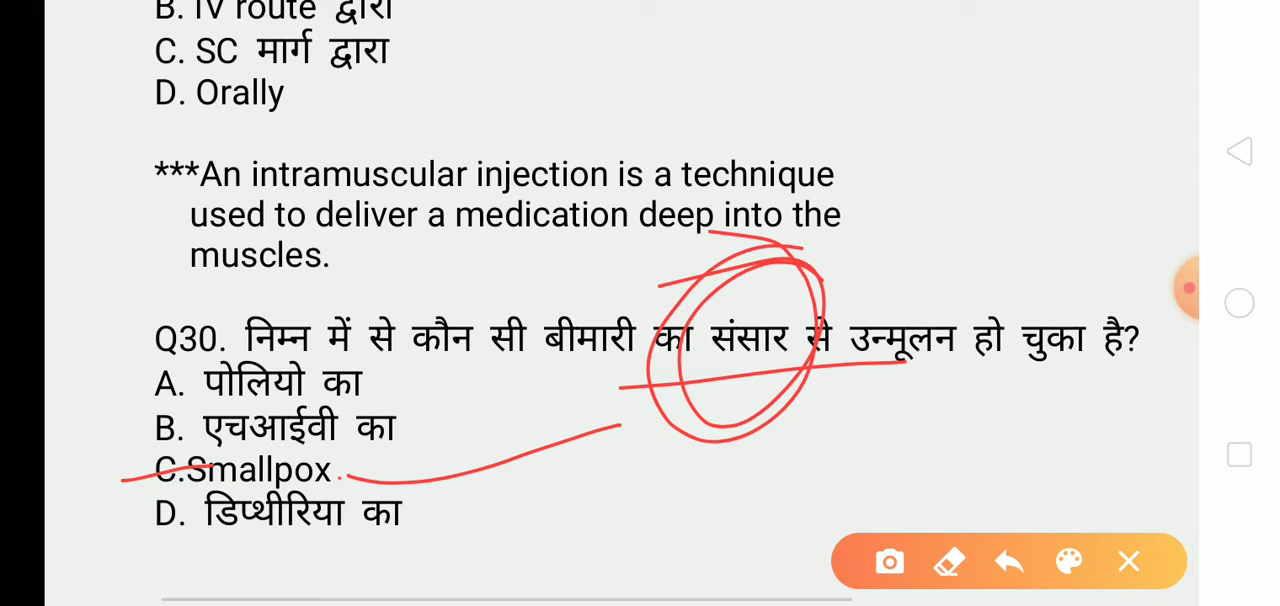 B. IV route द्वारा
C. SC मार्ग द्वारा
D. Orally
***An intramuscular injection is a technique
used to deliver a medication deep into the
muscles.
Q30. निम्न में से कौन सी बीमारी का संसार से उन्मूलन हो चुका है?
A. पोलियो का
B. एचआईवी का
C.Smallpox.
D. डिप्थीरिया का